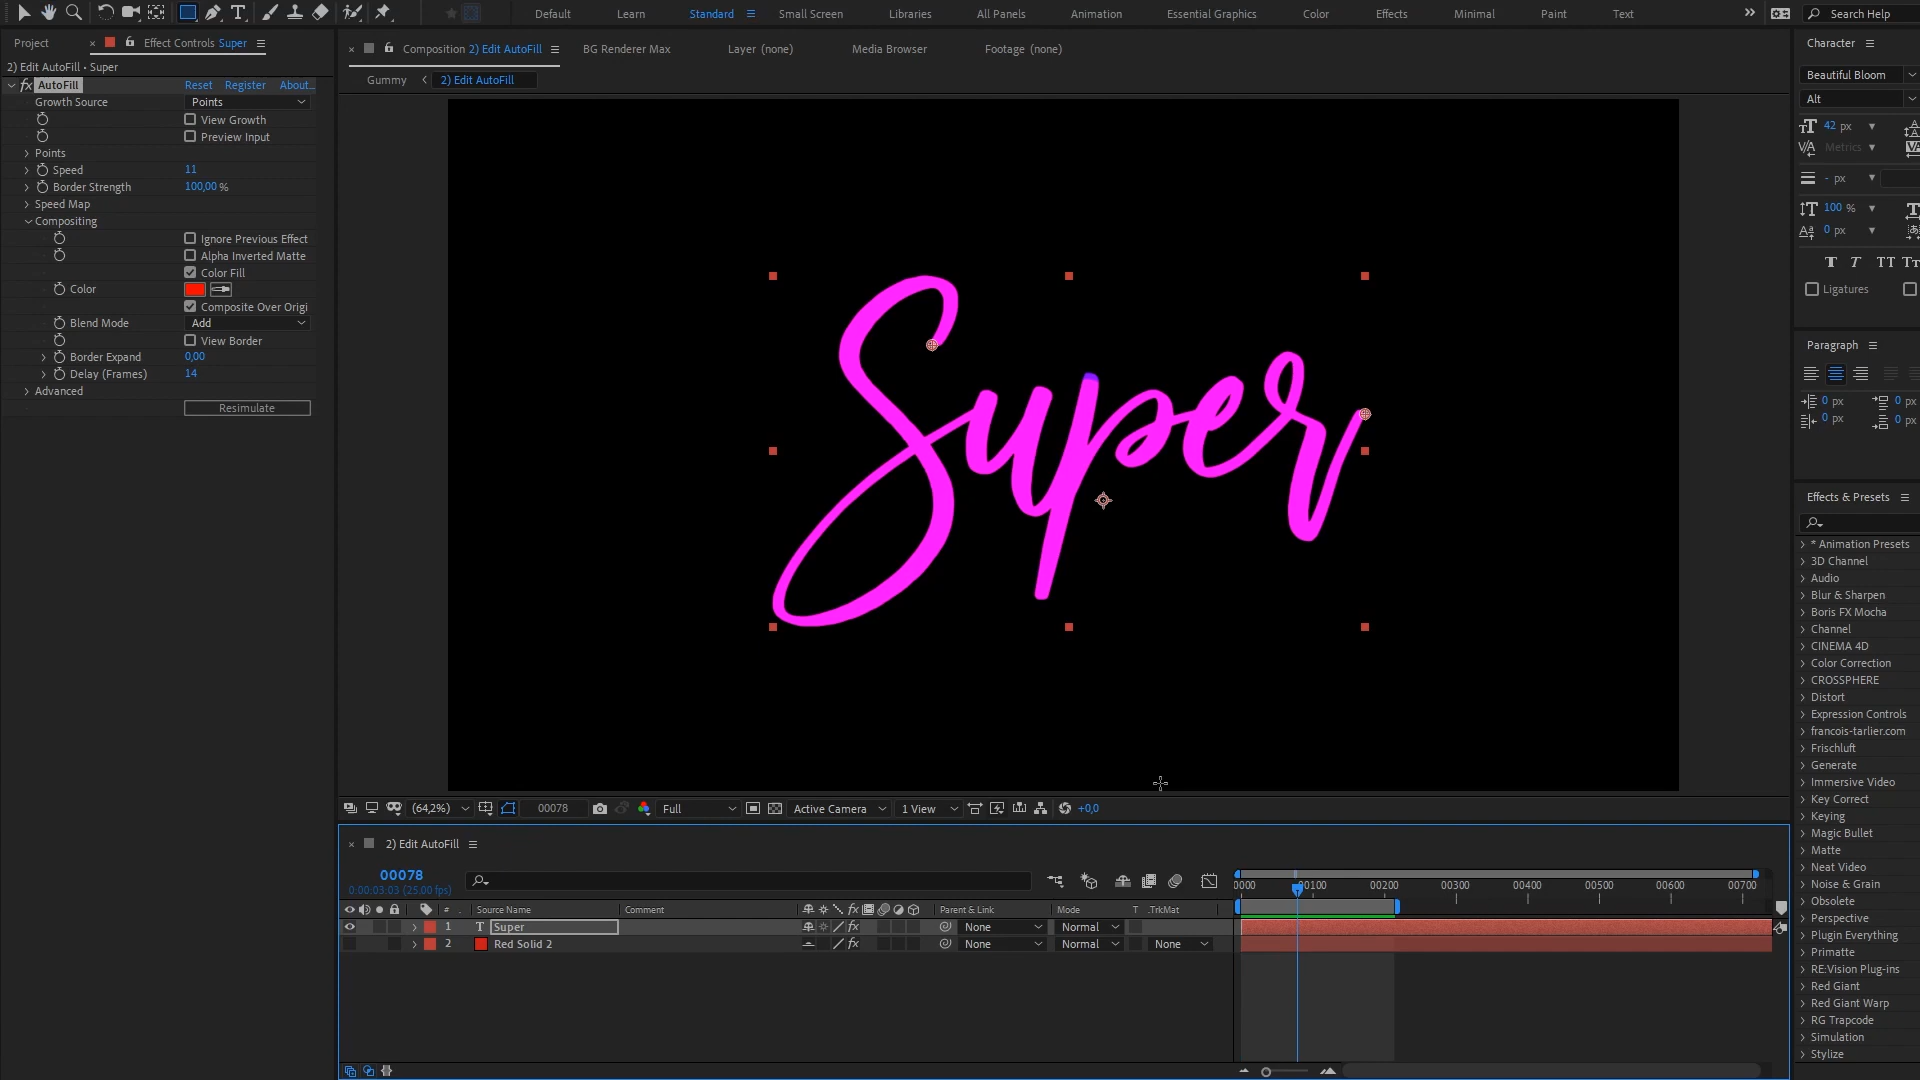 Default
Learn
Standard
Small Screen
Libraries
All Panels
Animation
Essential Graphics
Color
Effects
Minimal
Paint
Text
Search Help
Project
Effect Controls Super
2) Edit AutoFill • Super
fx AutoFill Reset Register About...
Growth Source Points
View Growth
Preview Input
Points
Speed 11
Border Strength 100,00 %
Speed Map
Compositing
Ignore Previous Effect
Alpha Inverted Matte
Color Fill
Color
Composite Over Origi
Blend Mode Add
View Border
Border Expand 0,00
Delay (Frames) 14
Advanced
Resimulate
Composition 2) Edit AutoFill
BG Renderer Max
Layer (none)
Media Browser
Footage (none)
Gummy 2) Edit AutoFill
Super
(64,2%) 00078 Full Active Camera 1 View +0,0
Character
Beautiful Bloom
Alt
42 px
Metrics
- px
100 %
0 px
Ligatures
Paragraph
0 px 0 px
0 px 0 px
Effects & Presets
* Animation Presets
3D Channel
Audio
Blur & Sharpen
Boris FX Mocha
Channel
CINEMA 4D
Color Correction
CROSSPHERE
Distort
Expression Controls
francois-tarlier.com
Frischluft
Generate
Immersive Video
Key Correct
Keying
Magic Bullet
Matte
Neat Video
Noise & Grain
Obsolete
Perspective
Plugin Everything
Primatte
RE:Vision Plug-ins
Red Giant
Red Giant Warp
RG Trapcode
Simulation
Stylize
2) Edit AutoFill
00078
0:00:03:03 (25.00 fps)
0000 00100 00200 00300 00400 00500 00600 00700
# Source Name Comment fx Parent & Link Mode T .TrkMat
1 T Super fx None Normal
2 Red Solid 2 fx None Normal None